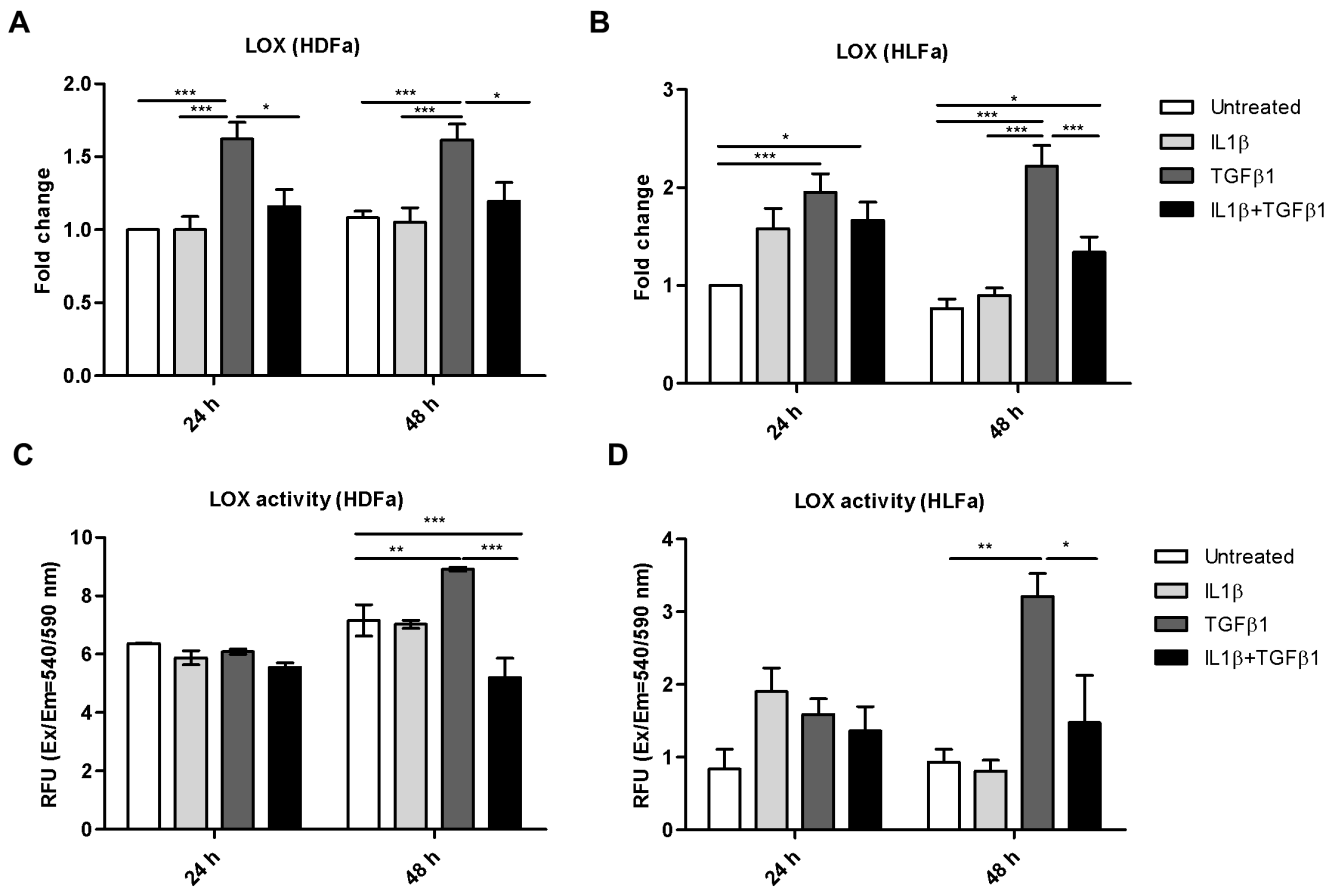 A
LOX (HDFa)
Fold change
2.0
1.5
1.0
0.5
0.0
***
***
*
***
***
*
24 h
48 h
B
LOX (HLFa)
Fold change
3
2
1
0
*
***
*
***
***
***
24 h
48 h
Untreated
IL1β
TGFβ1
IL1β+TGFβ1
C
LOX activity (HDFa)
RFU (Ex/Em=540/590 nm)
10
8
6
4
2
0
***
**
***
24 h
48 h
D
LOX activity (HLFa)
RFU (Ex/Em=540/590 nm)
4
3
2
1
0
**
*
24 h
48 h
Untreated
IL1β
TGFβ1
IL1β+TGFβ1